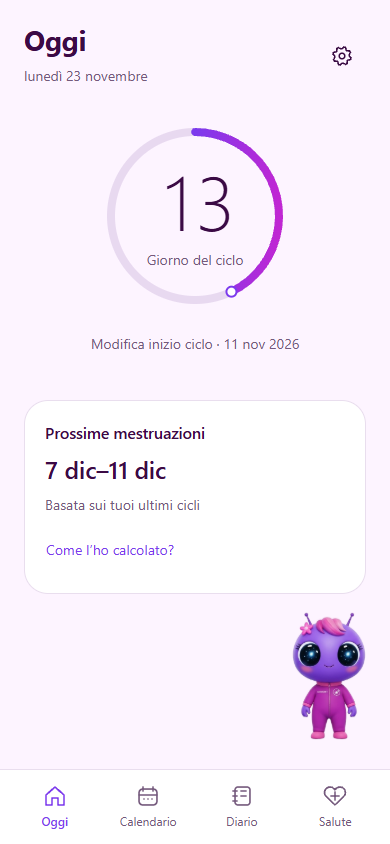 Oggi
lunedì 23 novembre
13
Giorno del ciclo
Modifica inizio ciclo · 11 nov 2026
Prossime mestruazioni
7 dic–11 dic
Basata sui tuoi ultimi cicli
Come l’ho calcolato?
Oggi
Calendario
Diario
Salute